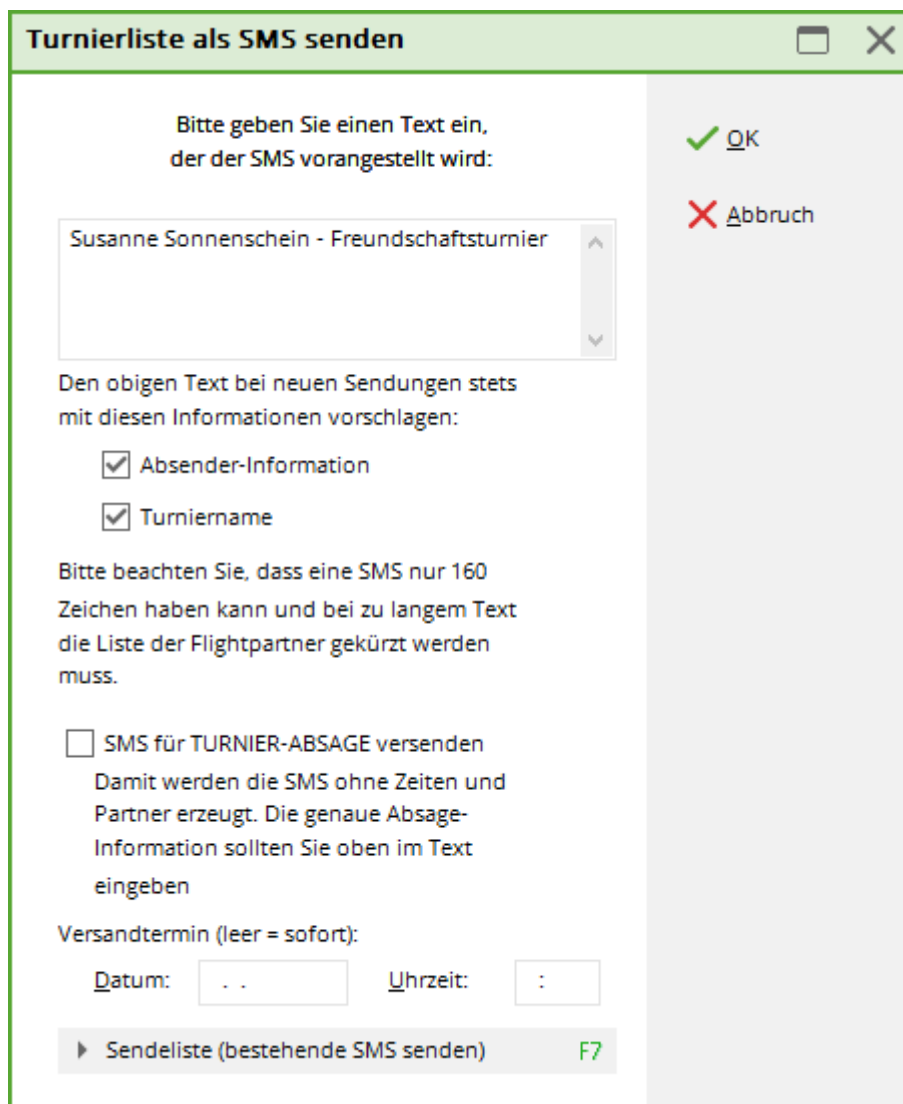 Turnierliste als SMS senden
Bitte geben Sie einen Text ein,
der der SMS vorangestellt wird:
OK
Abbruch
Susanne Sonnenschein - Freundschaftsturnier
Den obigen Text bei neuen Sendungen stets
mit diesen Informationen vorschlagen:
Absender-Information
Turniername
Bitte beachten Sie, dass eine SMS nur 160
Zeichen haben kann und bei zu langem Text
die Liste der Flightpartner gekürzt werden
muss.
SMS für TURNIER-ABSAGE versenden
Damit werden die SMS ohne Zeiten und
Partner erzeugt. Die genaue Absage-
Information sollten Sie oben im Text
eingeben
Versandtermin (leer = sofort):
Datum: . . Uhrzeit: :
Sendeliste (bestehende SMS senden) F7